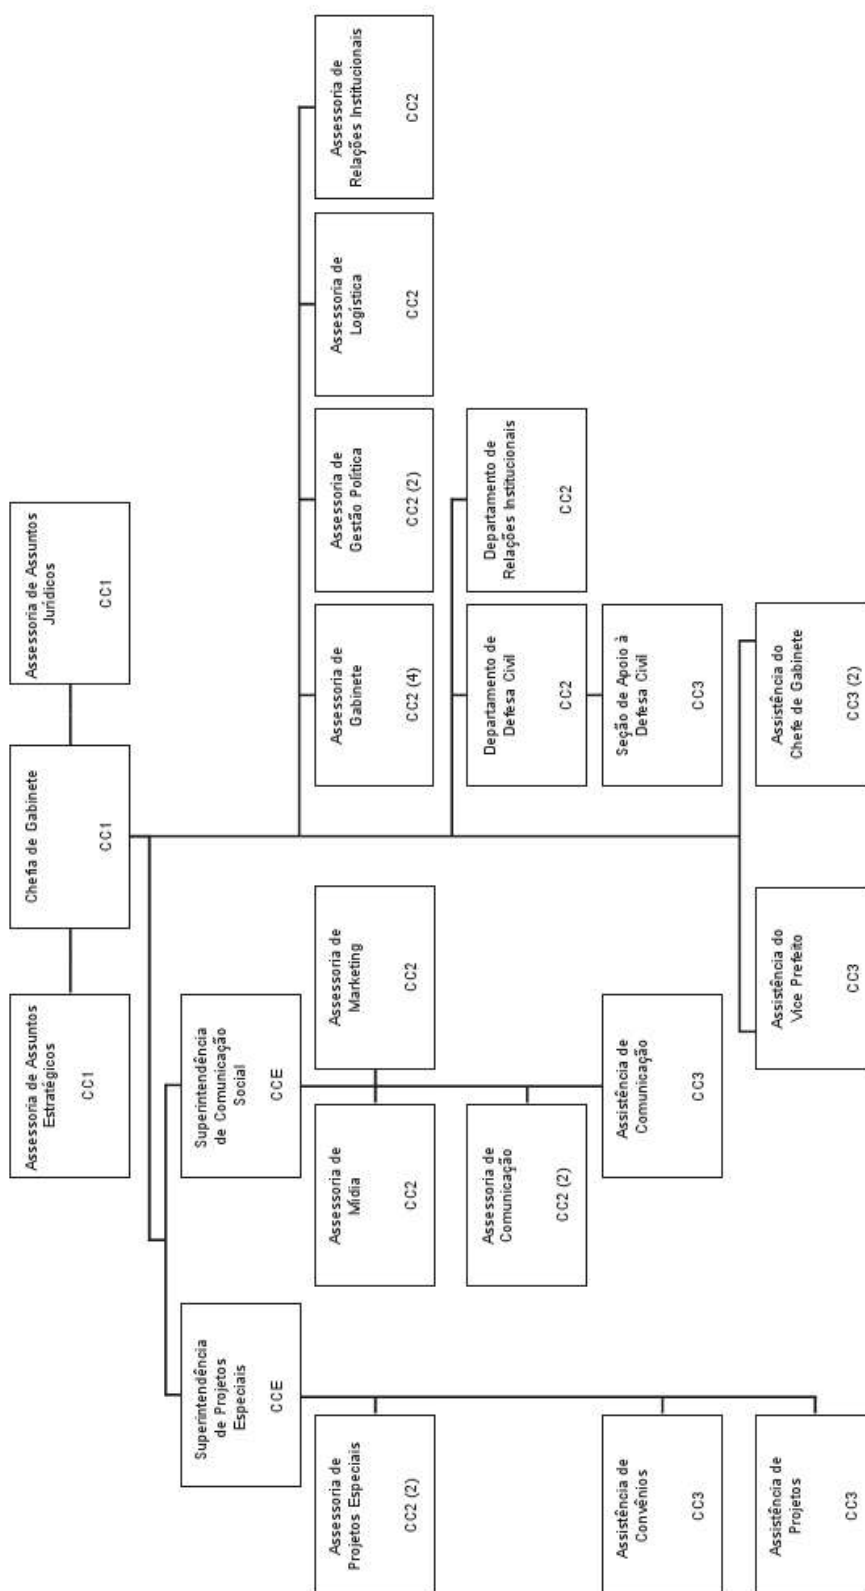 Assessoria de Assuntos
Estratégicos
CC1
Chefia de Gabinete
CC1
Assessoria de Assuntos
Jurídicos
CC1
Superintendência
de Projetos
Especiais
CCE
Superintendência
de Comunicação
Social
CCE
Assessoria de
Projetos Especiais
CC2 (2)
Assessoria de
Mídia
CC2
Assessoria de
Marketing
CC2
Assessoria de
Gabinete
CC2 (4)
Assessoria de
Gestão Política
CC2 (2)
Assessoria de
Logística
CC2
Assessoria de
Relações Institucionais
CC2
Assessoria de
Comunicação
CC2 (2)
Departamento de
Defesa Civil
CC2
Departamento de
Relações Institucionais
CC2
Assistência de
Convênios
CC3
Assistência de
Comunicação
CC3
Seção de Apoio à
Defesa Civil
CC3
Assistência de
Projetos
CC3
Assistência do
Vice Prefeito
CC3
Assistência do
Chefe de Gabinete
CC3 (2)